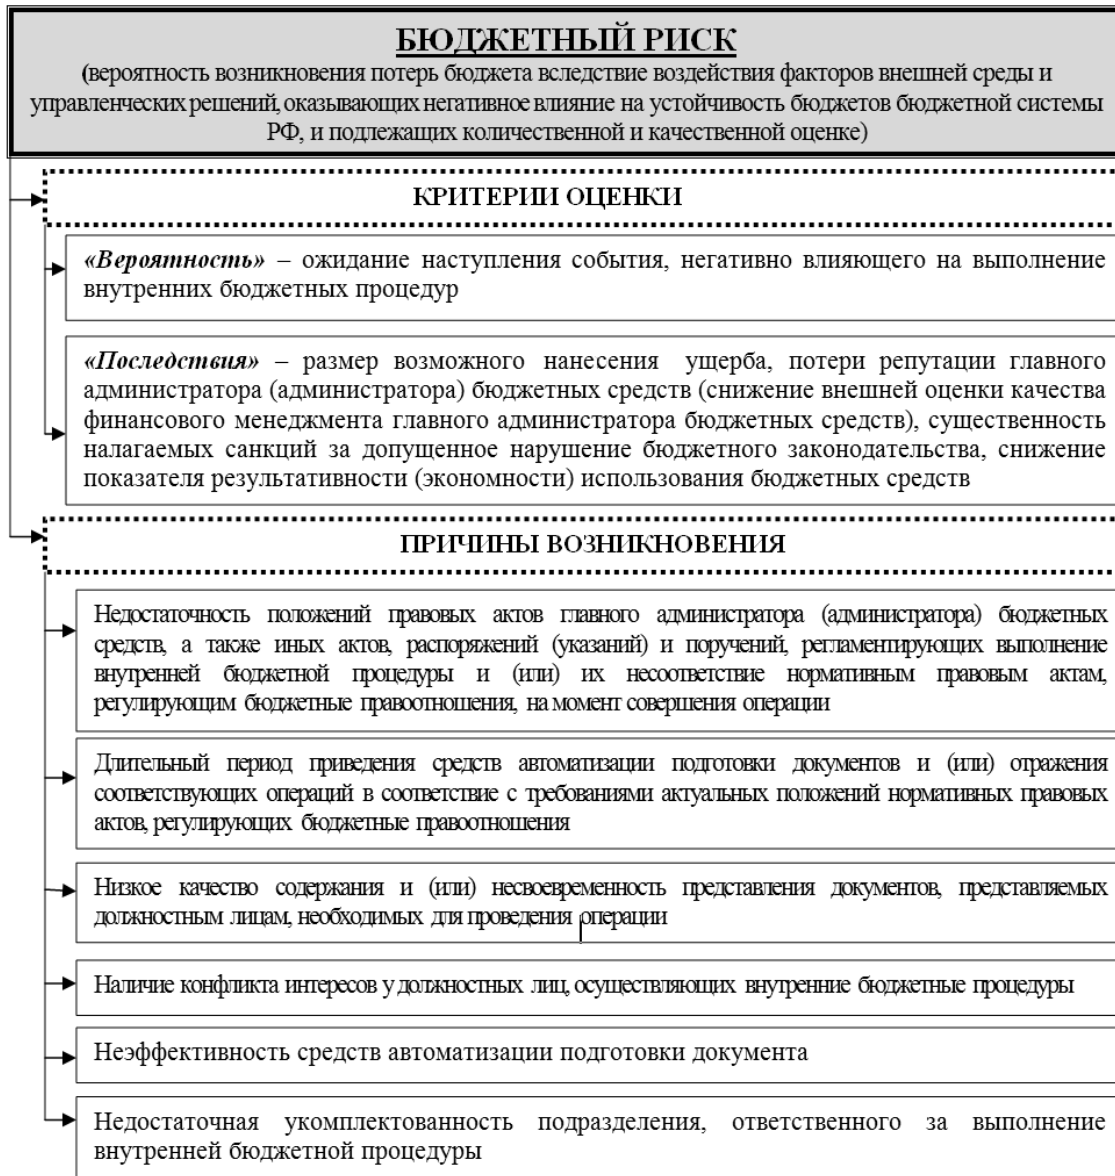 БЮДЖЕТНЫЙ РИСК
(вероятность возникновения потерь бюджета вследствие воздействия факторов внешней среды и
управленческих решений, оказывающих негативное влияние на устойчивость бюджетов бюджетной системы
РФ, и подлежащих количественной и качественной оценке)
КРИТЕРИИ ОЦЕНКИ
«Вероятность» – ожидание наступления события, негативно влияющего на выполнение
внутренних бюджетных процедур
«Последствия» – размер возможного нанесения ущерба, потери репутации главного
администратора (администратора) бюджетных средств (снижение внешней оценки качества
финансового менеджмента главного администратора бюджетных средств), существенность
налагаемых санкций за допущенное нарушение бюджетного законодательства, снижение
показателя результативности (экономности) использования бюджетных средств
ПРИЧИНЫ ВОЗНИКНОВЕНИЯ
Недостаточность положений правовых актов главного администратора (администратора) бюджетных
средств, а также иных актов, распоряжений (указаний) и поручений, регламентирующих выполнение
внутренней бюджетной процедуры и (или) их несоответствие нормативным правовым актам,
регулирующим бюджетные правоотношения, на момент совершения операции
Длительный период приведения средств автоматизации подготовки документов и (или) отражения
соответствующих операций в соответствие с требованиями актуальных положений нормативных правовых
актов, регулирующих бюджетные правоотношения
Низкое качество содержания и (или) несвоевременность представления документов, представляемых
должностным лицам, необходимых для проведения операции
Наличие конфликта интересов у должностных лиц, осуществляющих внутренние бюджетные процедуры
Неэффективность средств автоматизации подготовки документа
Недостаточная укомплектованность подразделения, ответственного за выполнение
внутренней бюджетной процедуры